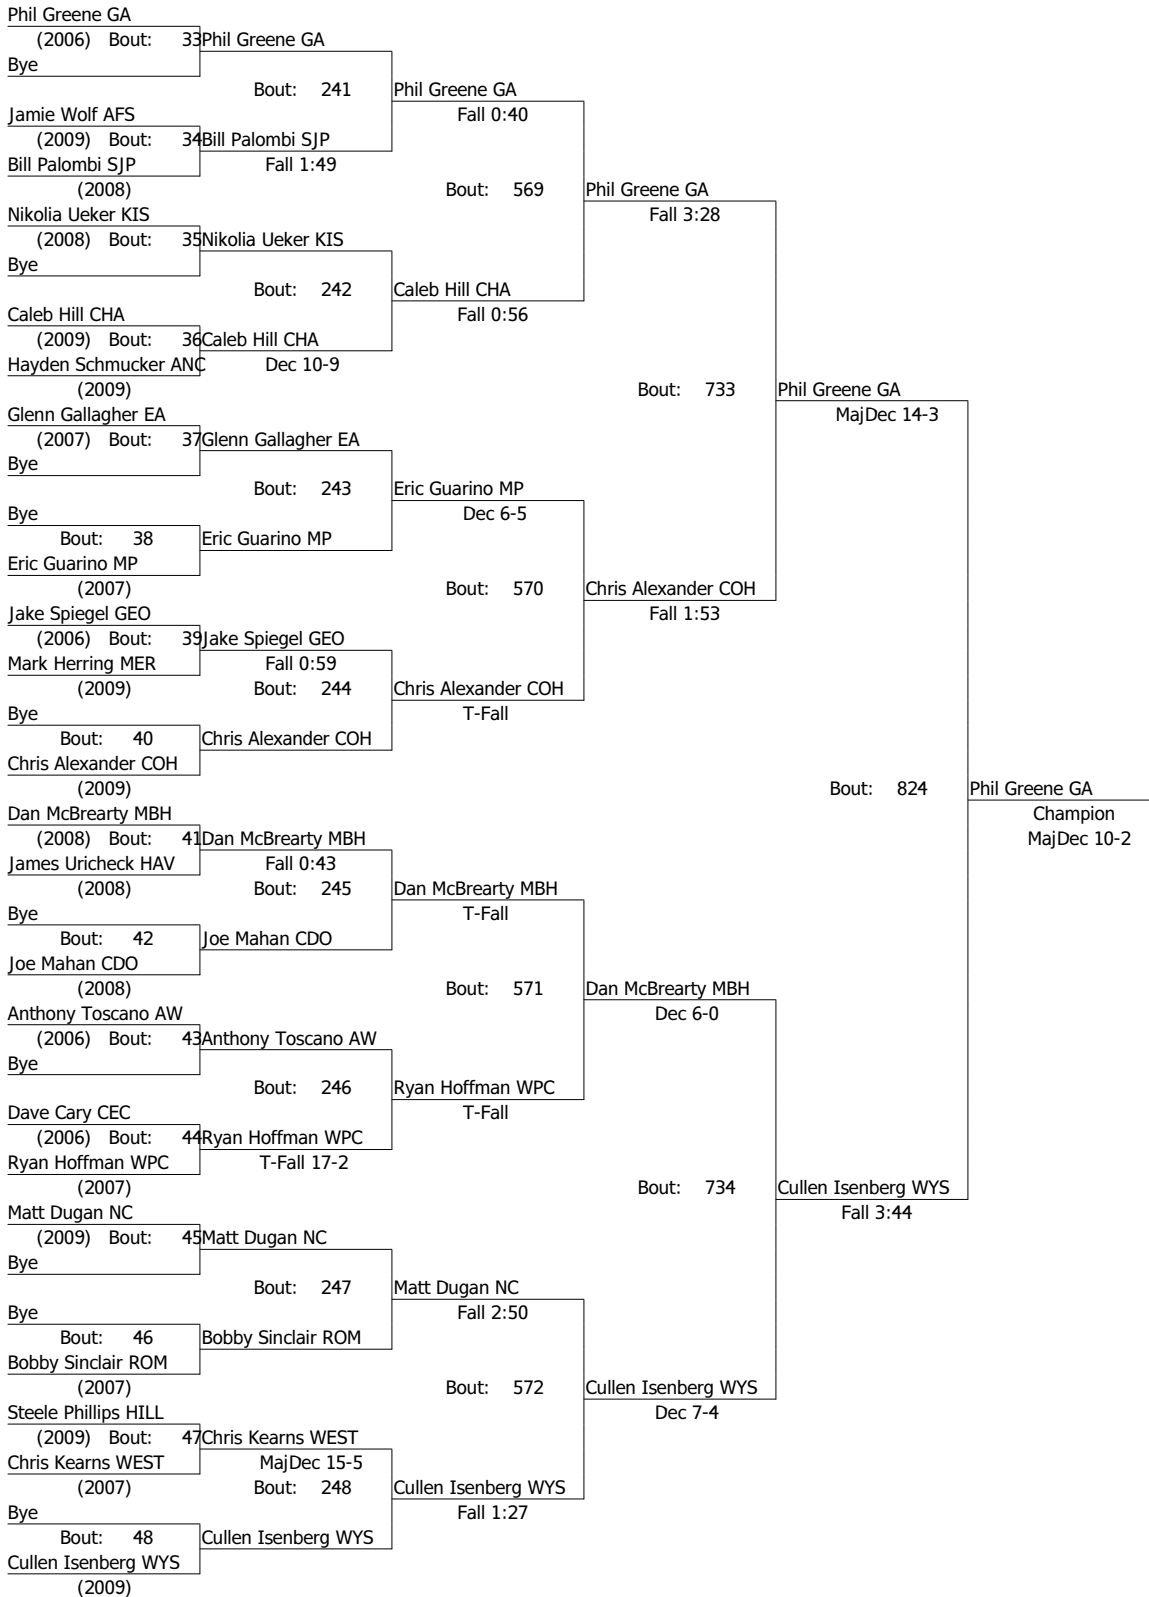 Phil Greene GA
(2006) Bout: 33 Phil Greene GA
Bye
Bout: 241 Phil Greene GA
Jamie Wolf AFS Fall 0:40
(2009) Bout: 34 Bill Palombi SJP
Bill Palombi SJP Fall 1:49
(2008) Bout: 569 Phil Greene GA
Nikolia Ueker KIS Fall 3:28
(2008) Bout: 35 Nikolia Ueker KIS
Bye
Bout: 242 Caleb Hill CHA
Caleb Hill CHA Fall 0:56
(2009) Bout: 36 Caleb Hill CHA
Hayden Schmucker ANC Dec 10-9
(2009) Bout: 733 Phil Greene GA
Glenn Gallagher EA MajDec 14-3
(2007) Bout: 37 Glenn Gallagher EA
Bye
Bout: 243 Eric Guarino MP
Bye Dec 6-5
Bout: 38 Eric Guarino MP
Eric Guarino MP
(2007) Bout: 570 Chris Alexander COH
Jake Spiegel GEO Fall 1:53
(2006) Bout: 39 Jake Spiegel GEO
Mark Herring MER Fall 0:59
(2009) Bout: 244 Chris Alexander COH
Bye T-Fall
Bout: 40 Chris Alexander COH
Chris Alexander COH
(2009) Bout: 824 Phil Greene GA
Dan McBrearty MBH Champion
(2008) Bout: 41 Dan McBrearty MBH MajDec 10-2
James Uricheck HAV Fall 0:43
(2008) Bout: 245 Dan McBrearty MBH
Bye T-Fall
Bout: 42 Joe Mahan CDO
Joe Mahan CDO
(2008) Bout: 571 Dan McBrearty MBH
Anthony Toscano AW Dec 6-0
(2006) Bout: 43 Anthony Toscano AW
Bye
Bout: 246 Ryan Hoffman WPC
Dave Cary CEC T-Fall
(2006) Bout: 44 Ryan Hoffman WPC
Ryan Hoffman WPC T-Fall 17-2
(2007) Bout: 734 Cullen Isenberg WYS
Matt Dugan NC Fall 3:44
(2009) Bout: 45 Matt Dugan NC
Bye
Bout: 247 Matt Dugan NC
Bye Fall 2:50
Bout: 46 Bobby Sinclair ROM
Bobby Sinclair ROM
(2007) Bout: 572 Cullen Isenberg WYS
Steele Phillips HILL Dec 7-4
(2009) Bout: 47 Chris Kearns WEST
Chris Kearns WEST MajDec 15-5
(2007) Bout: 248 Cullen Isenberg WYS
Bye Fall 1:27
Bout: 48 Cullen Isenberg WYS
Cullen Isenberg WYS
(2009)